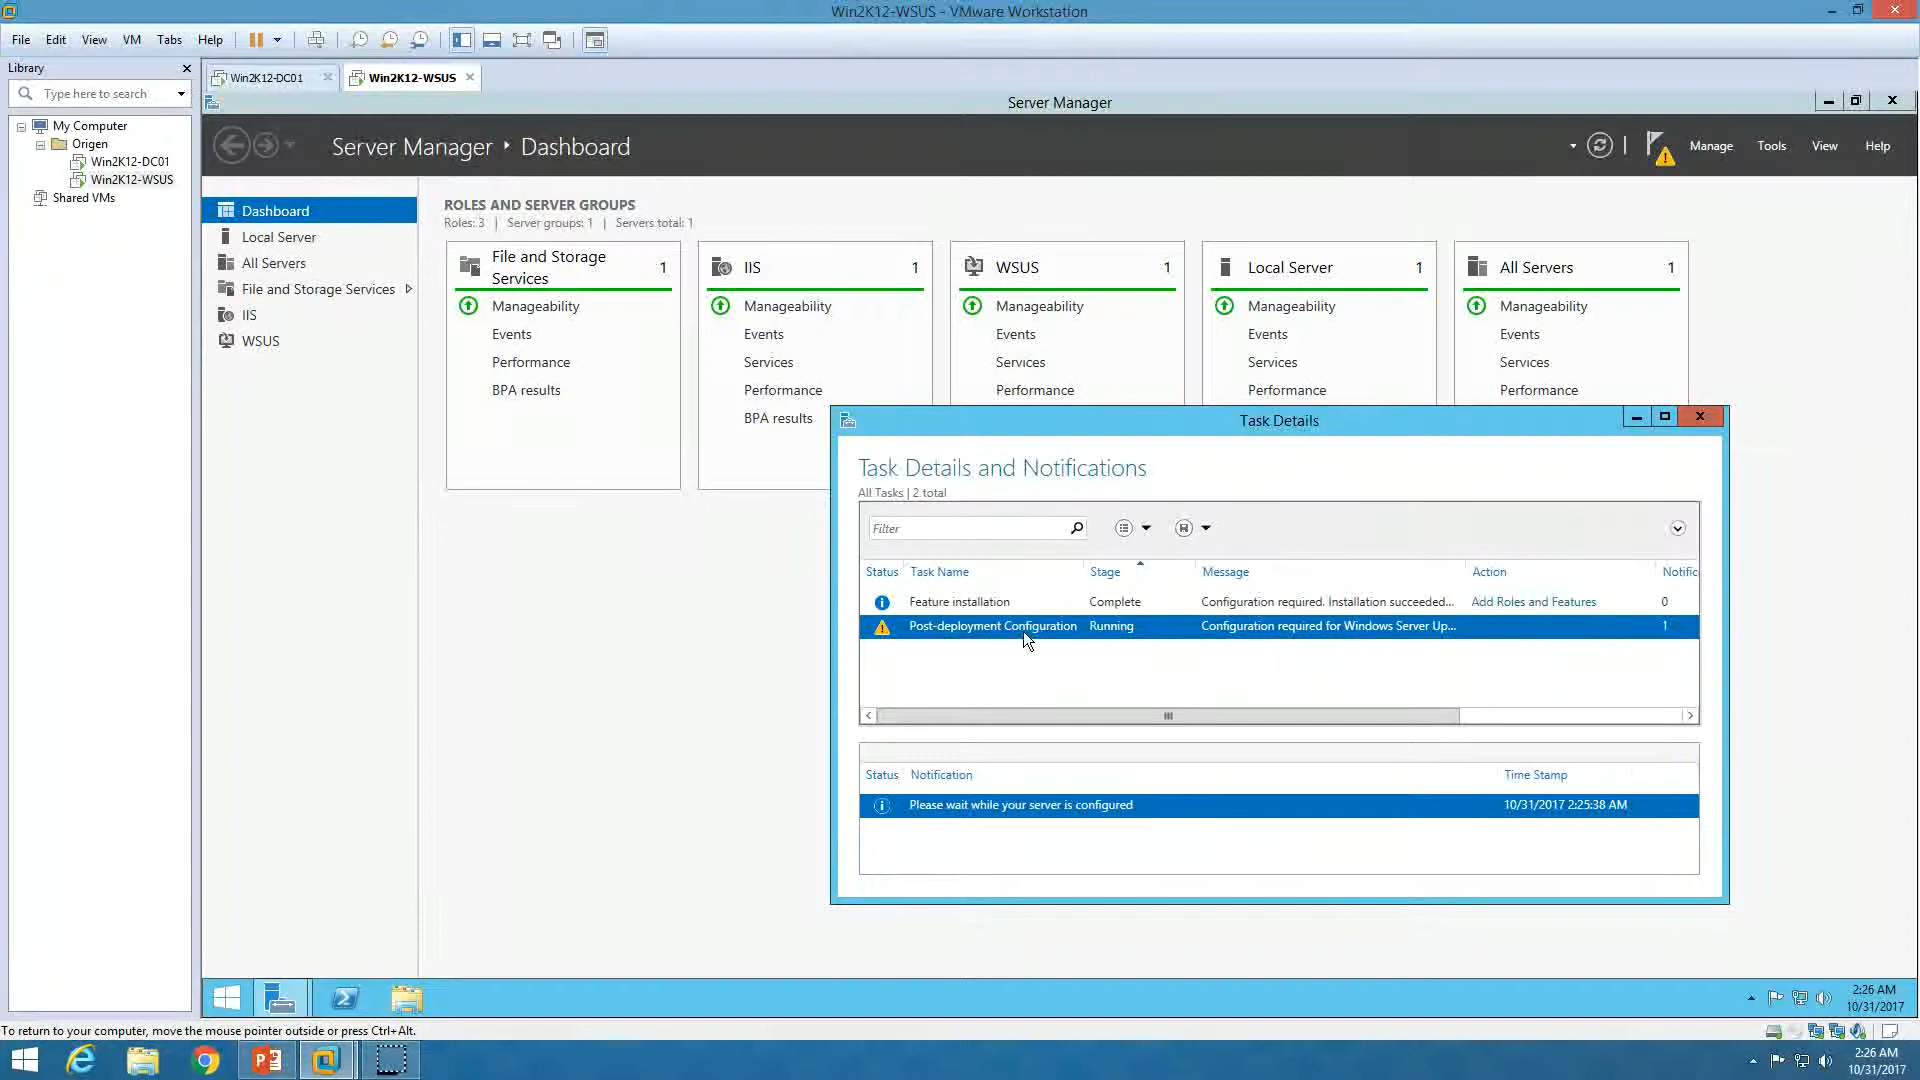 Win2K12-WSUS - VMware Workstation
File Edit View VM Tabs Help
Library
Type here to search
My Computer
Origen
Win2K12-DC01
Win2K12-WSUS
Shared VMs
Win2K12-DC01
Win2K12-WSUS
Server Manager
Server Manager Dashboard
Manage Tools View Help
Dashboard
Local Server
All Servers
File and Storage Services
IIS
WSUS
ROLES AND SERVER GROUPS
Roles: 3 | Server groups: 1 | Servers total: 1
File and Storage
Services
1
Manageability
Events
Performance
BPA results
IIS 1
Manageability
Events
Services
Performance
BPA results
WSUS 1
Manageability
Events
Services
Performance
Local Server 1
Manageability
Events
Services
Performance
All Servers 1
Manageability
Events
Services
Performance
Task Details
Task Details and Notifications
All Tasks | 2 total
Filter
Status Task Name Stage Message Action Notific
Feature installation Complete Configuration required. Installation succeeded... Add Roles and Features 0
Post-deployment Configuration Running Configuration required for Windows Server Up... 1
Status Notification Time Stamp
Please wait while your server is configured 10/31/2017 2:25:38 AM
2:26 AM
10/31/2017
To return to your computer, move the mouse pointer outside or press Ctrl+Alt.
2:26 AM
10/31/2017